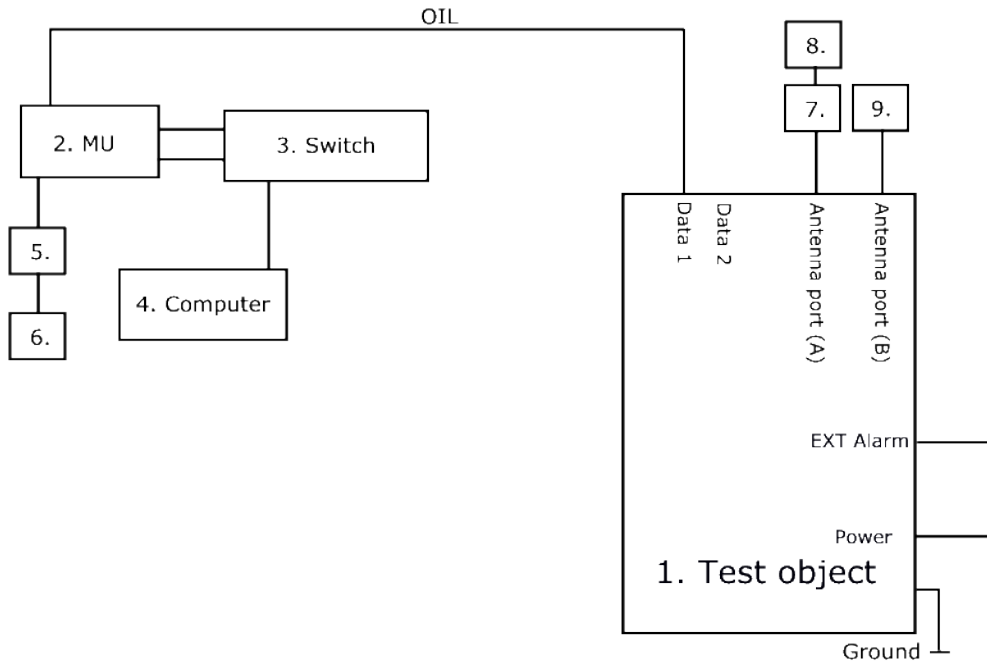 OIL
8.
7.
9.
2. MU
3. Switch
5.
4. Computer
6.
Data 1
Data 2
Antenna port (A)
Antenna port (B)
EXT Alarm
Power
1. Test object
Ground